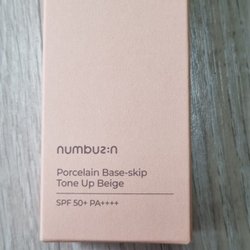 numbuz:n
Porcelain Base-skip
Tone Up Beige
SPF 50+ PA++++